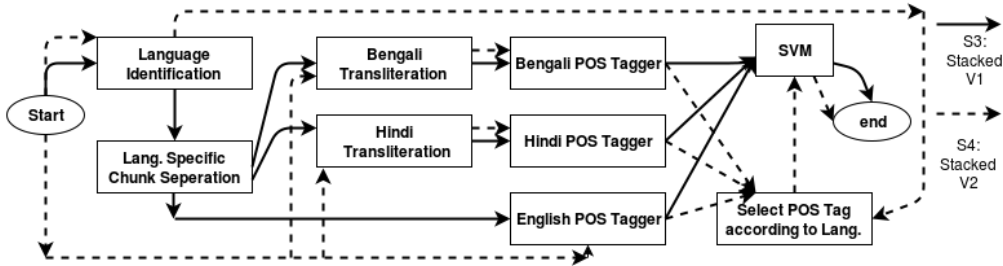 Language
Identification
Bengali
Transliteration
Bengali POS Tagger
SVM
S3:
Stacked
V1
Start
end
Hindi
Transliteration
Hindi POS Tagger
S4:
Stacked
V2
Lang. Specific
Chunk Seperation
English POS Tagger
Select POS Tag
according to Lang.